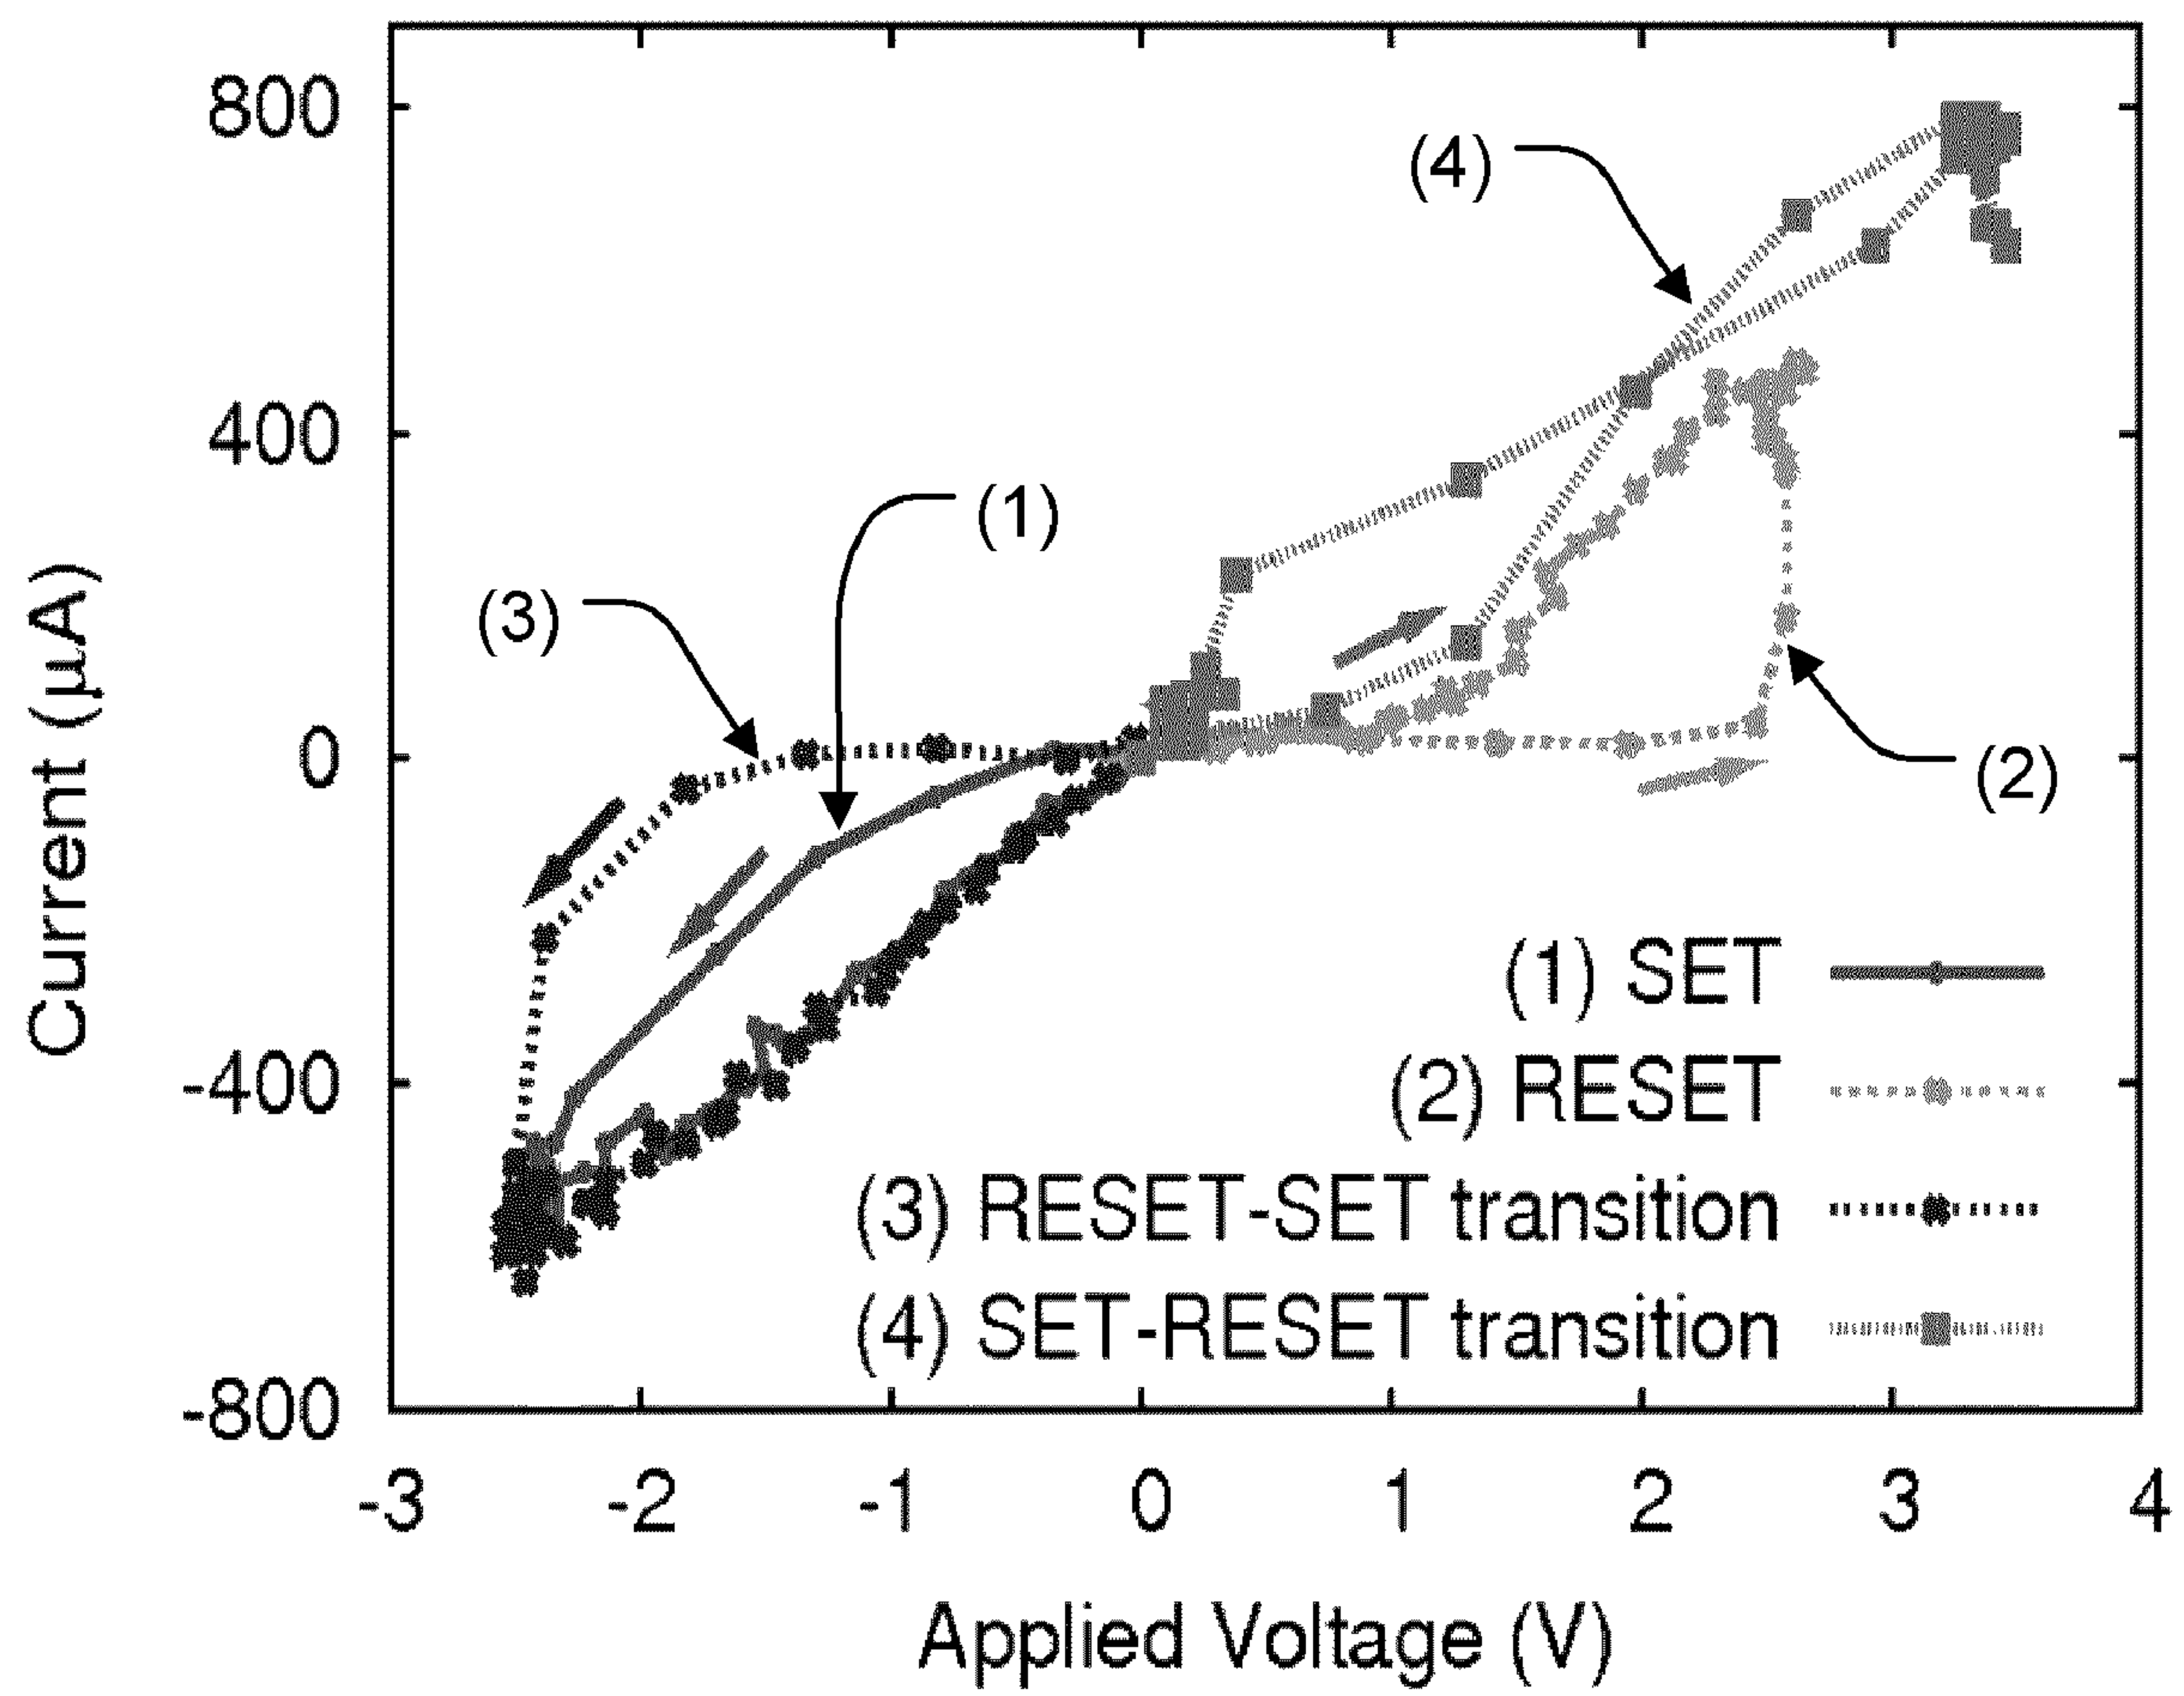 800
400
0
-400
-800
Current (μA)
-3 -2 -1 0 1 2 3 4
Applied Voltage (V)
(4)
(1)
(3)
(2)
(1) SET
(2) RESET
(3) RESET-SET transition
(4) SET-RESET transition